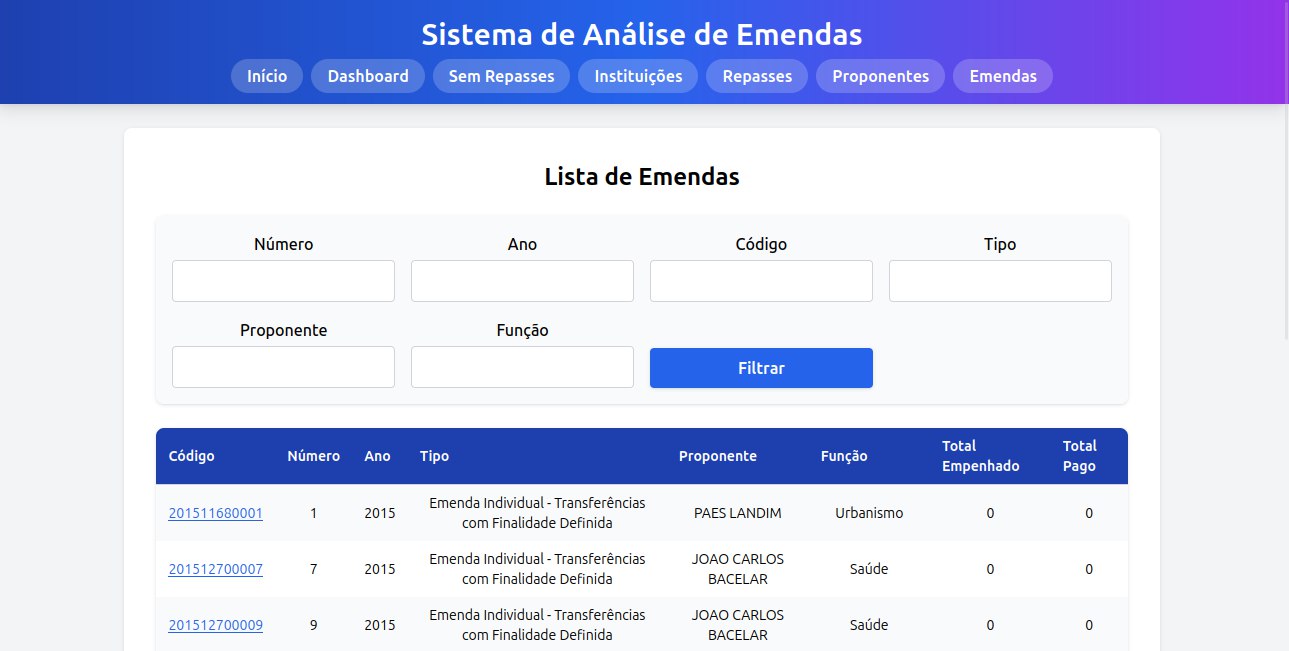 Sistema de Análise de Emendas
Início Dashboard Sem Repasses Instituições Repasses Proponentes Emendas
Lista de Emendas
Número Ano Código Tipo
Proponente Função
Filtrar
Código Número Ano Tipo Proponente Função Total Empenhado Total Pago
201511680001 1 2015 Emenda Individual - Transferências com Finalidade Definida PAES LANDIM Urbanismo 0 0
201512700007 7 2015 Emenda Individual - Transferências com Finalidade Definida JOAO CARLOS BACELAR Saúde 0 0
201512700009 9 2015 Emenda Individual - Transferências com Finalidade Definida JOAO CARLOS BACELAR Saúde 0 0